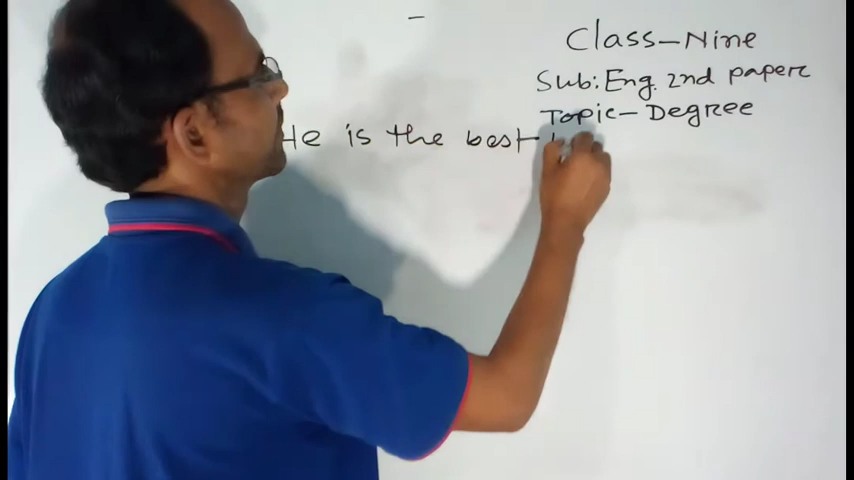 Class-Nine
Sub: Eng. 2nd paper
Topic- Degree
He is the best